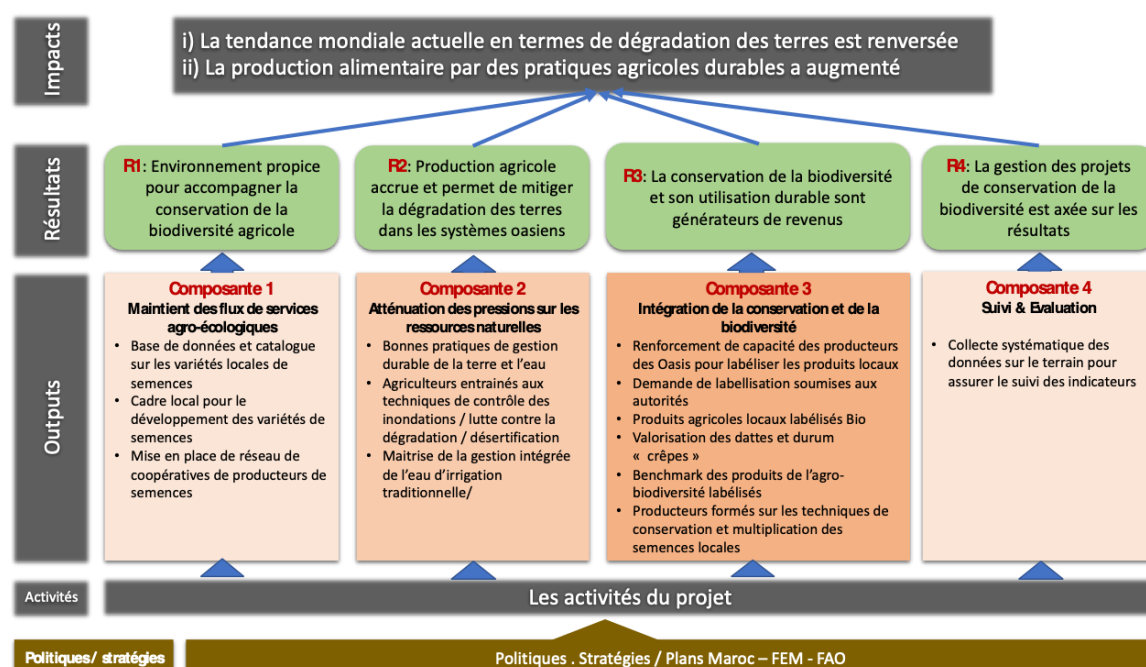 Impacts
i) La tendance mondiale actuelle en termes de dégradation des terres est renversée
ii) La production alimentaire par des pratiques agricoles durables a augmenté
Résultats
R1: Environnement propice
pour accompagner la
conservation de la
biodiversité agricole
R2: Production agricole
accrue et permet de mitiger
la dégradation des terres
dans les systèmes oasiens
R3: La conservation de la biodiversité
et son utilisation durable sont
générateurs de revenus
R4: La gestion des projets
de conservation de la
biodiversité est axée sur les
résultats
Outputs
Composante 1
Maintient des flux de services
agro-écologiques
• Base de données et catalogue
sur les variétés locales de
semences
• Cadre local pour le
développement des variétés de
semences
• Mise en place de réseau de
coopératives de producteurs de
semences
Composante 2
Atténuation des pressions sur les
ressources naturelles
• Bonnes pratiques de gestion
durable de la terre et l'eau
• Agriculteurs entrainés aux
techniques de contrôle des
inondations / lutte contre la
dégradation / désertification
• Maitrise de la gestion intégrée
de l'eau d'irrigation
traditionnelle/
Composante 3
Intégration de la conservation et de la
biodiversité
• Renforcement de capacité des producteurs
des Oasis pour labéliser les produits locaux
• Demande de labellisation soumises aux
autorités
• Produits agricoles locaux labélisés Bio
• Valorisation des dattes et durum
« crêpes »
• Benchmark des produits de l'agro-
biodiversité labélisés
• Producteurs formés sur les techniques de
conservation et multiplication des
semences locales
Composante 4
Suivi & Evaluation
• Collecte systématique des
données sur le terrain pour
assurer le suivi des indicateurs
Activités
Les activités du projet
Politiques / stratégies
Politiques . Stratégies / Plans Maroc – FEM - FAO